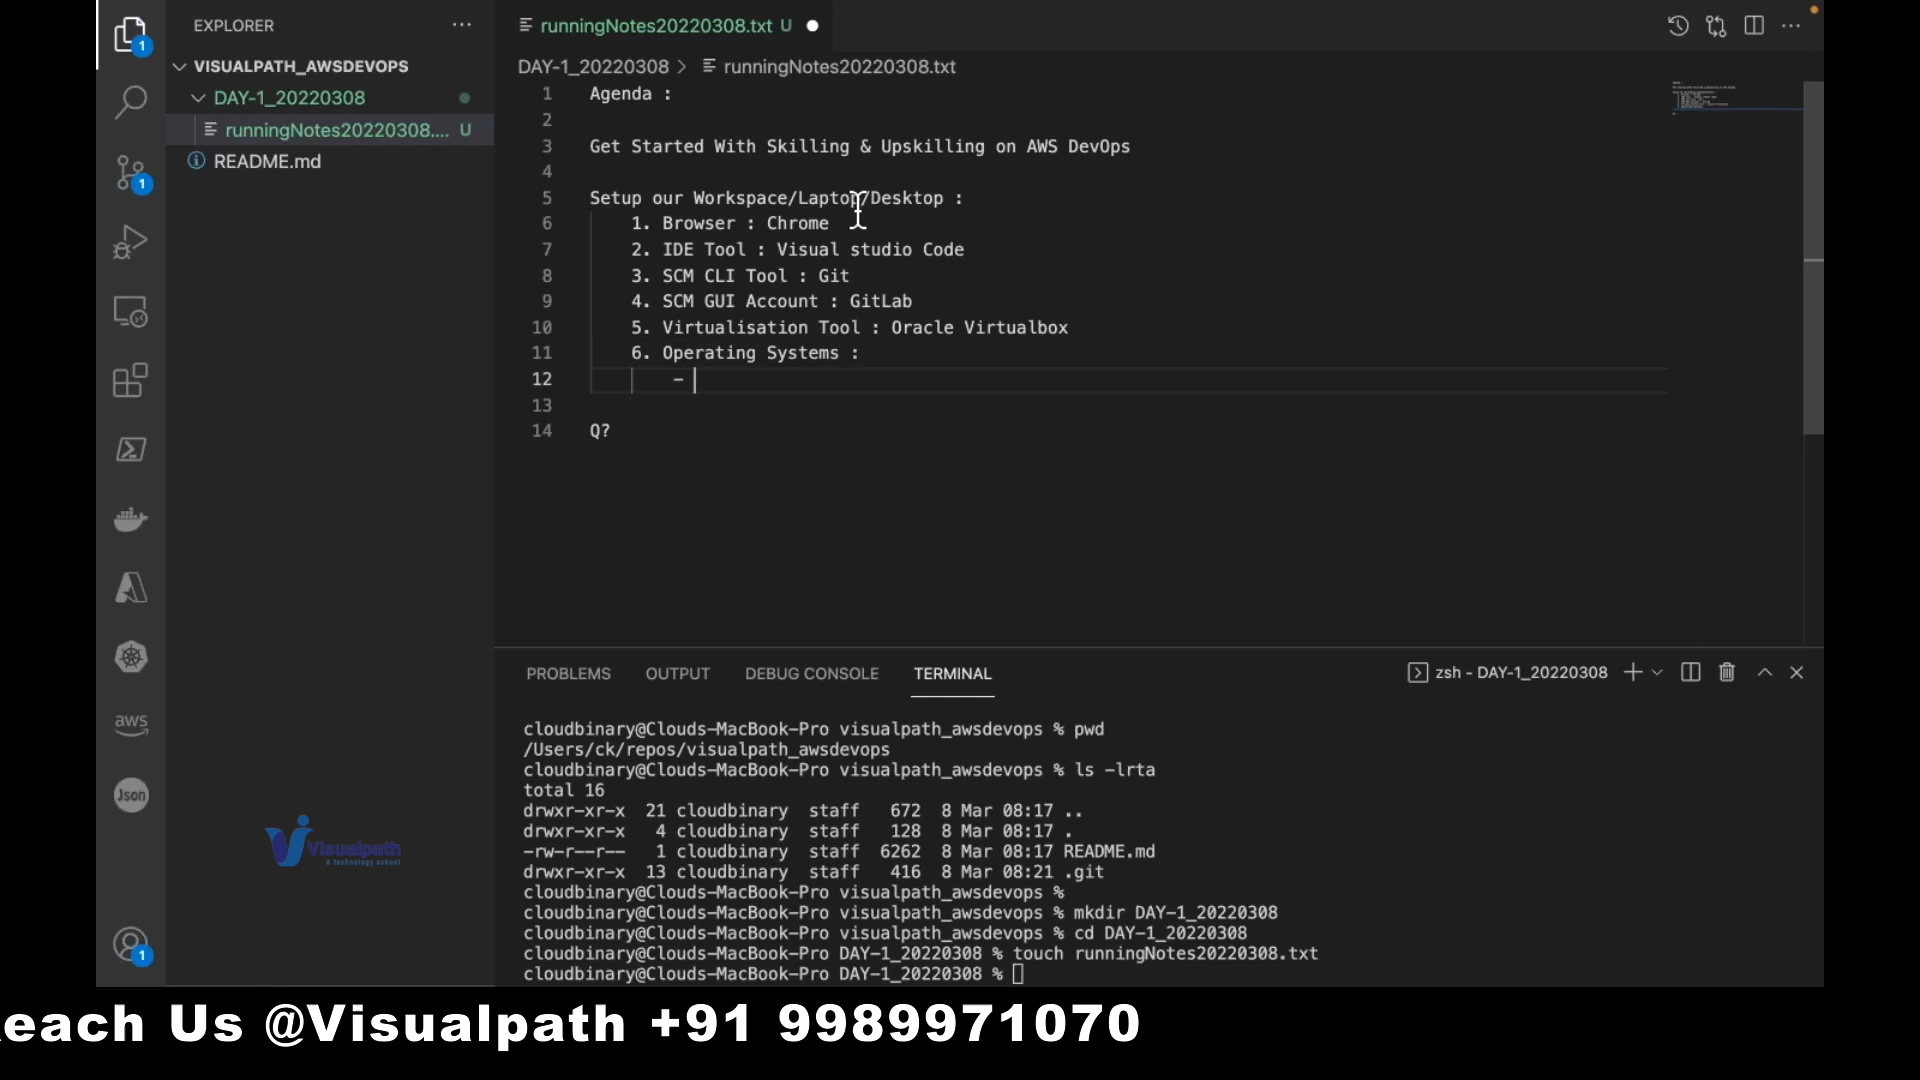 EXPLORER
VISUALPATH_AWSDEVOPS
DAY-1_20220308
runningNotes20220308.... U
README.md
runningNotes20220308.txt U
DAY-1_20220308 > runningNotes20220308.txt
1 Agenda :
2
3 Get Started With Skilling & Upskilling on AWS DevOps
4
5 Setup our Workspace/Laptop/Desktop :
6 1. Browser : Chrome
7 2. IDE Tool : Visual studio Code
8 3. SCM CLI Tool : Git
9 4. SCM GUI Account : GitLab
10 5. Virtualisation Tool : Oracle Virtualbox
11 6. Operating Systems :
12 -
13
14 Q?
1
1
aws
Json
1
Visualpath
A technology school
PROBLEMS OUTPUT DEBUG CONSOLE TERMINAL
zsh - DAY-1_20220308
cloudbinary@Clouds-MacBook-Pro visualpath_awsdevops % pwd
/Users/ck/repos/visualpath_awsdevops
cloudbinary@Clouds-MacBook-Pro visualpath_awsdevops % ls -lrta
total 16
drwxr-xr-x 21 cloudbinary staff 672 8 Mar 08:17 ..
drwxr-xr-x 4 cloudbinary staff 128 8 Mar 08:17 .
-rw-r--r-- 1 cloudbinary staff 6262 8 Mar 08:17 README.md
drwxr-xr-x 13 cloudbinary staff 416 8 Mar 08:21 .git
cloudbinary@Clouds-MacBook-Pro visualpath_awsdevops %
cloudbinary@Clouds-MacBook-Pro visualpath_awsdevops % mkdir DAY-1_20220308
cloudbinary@Clouds-MacBook-Pro visualpath_awsdevops % cd DAY-1_20220308
cloudbinary@Clouds-MacBook-Pro DAY-1_20220308 % touch runningNotes20220308.txt
cloudbinary@Clouds-MacBook-Pro DAY-1_20220308 %
each Us @Visualpath +91 9989971070